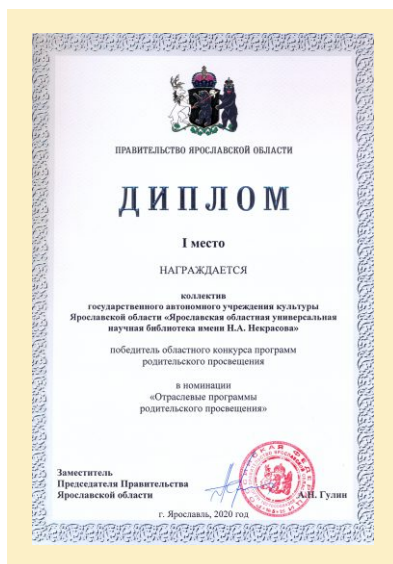 ПРАВИТЕЛЬСТВО ЯРОСЛАВСКОЙ ОБЛАСТИ
ДИПЛОМ
I место
НАГРАЖДАЕТСЯ
коллектив
государственного автономного учреждения культуры
Ярославской области «Ярославская областная универсальная
научная библиотека имени Н.А. Некрасова»
победитель областного конкурса программ
родительского просвещения
в номинации
«Отраслевые программы
родительского просвещения»
Заместитель
Председателя Правительства
Ярославской области
А.Н. Гулин
г. Ярославль, 2020 год